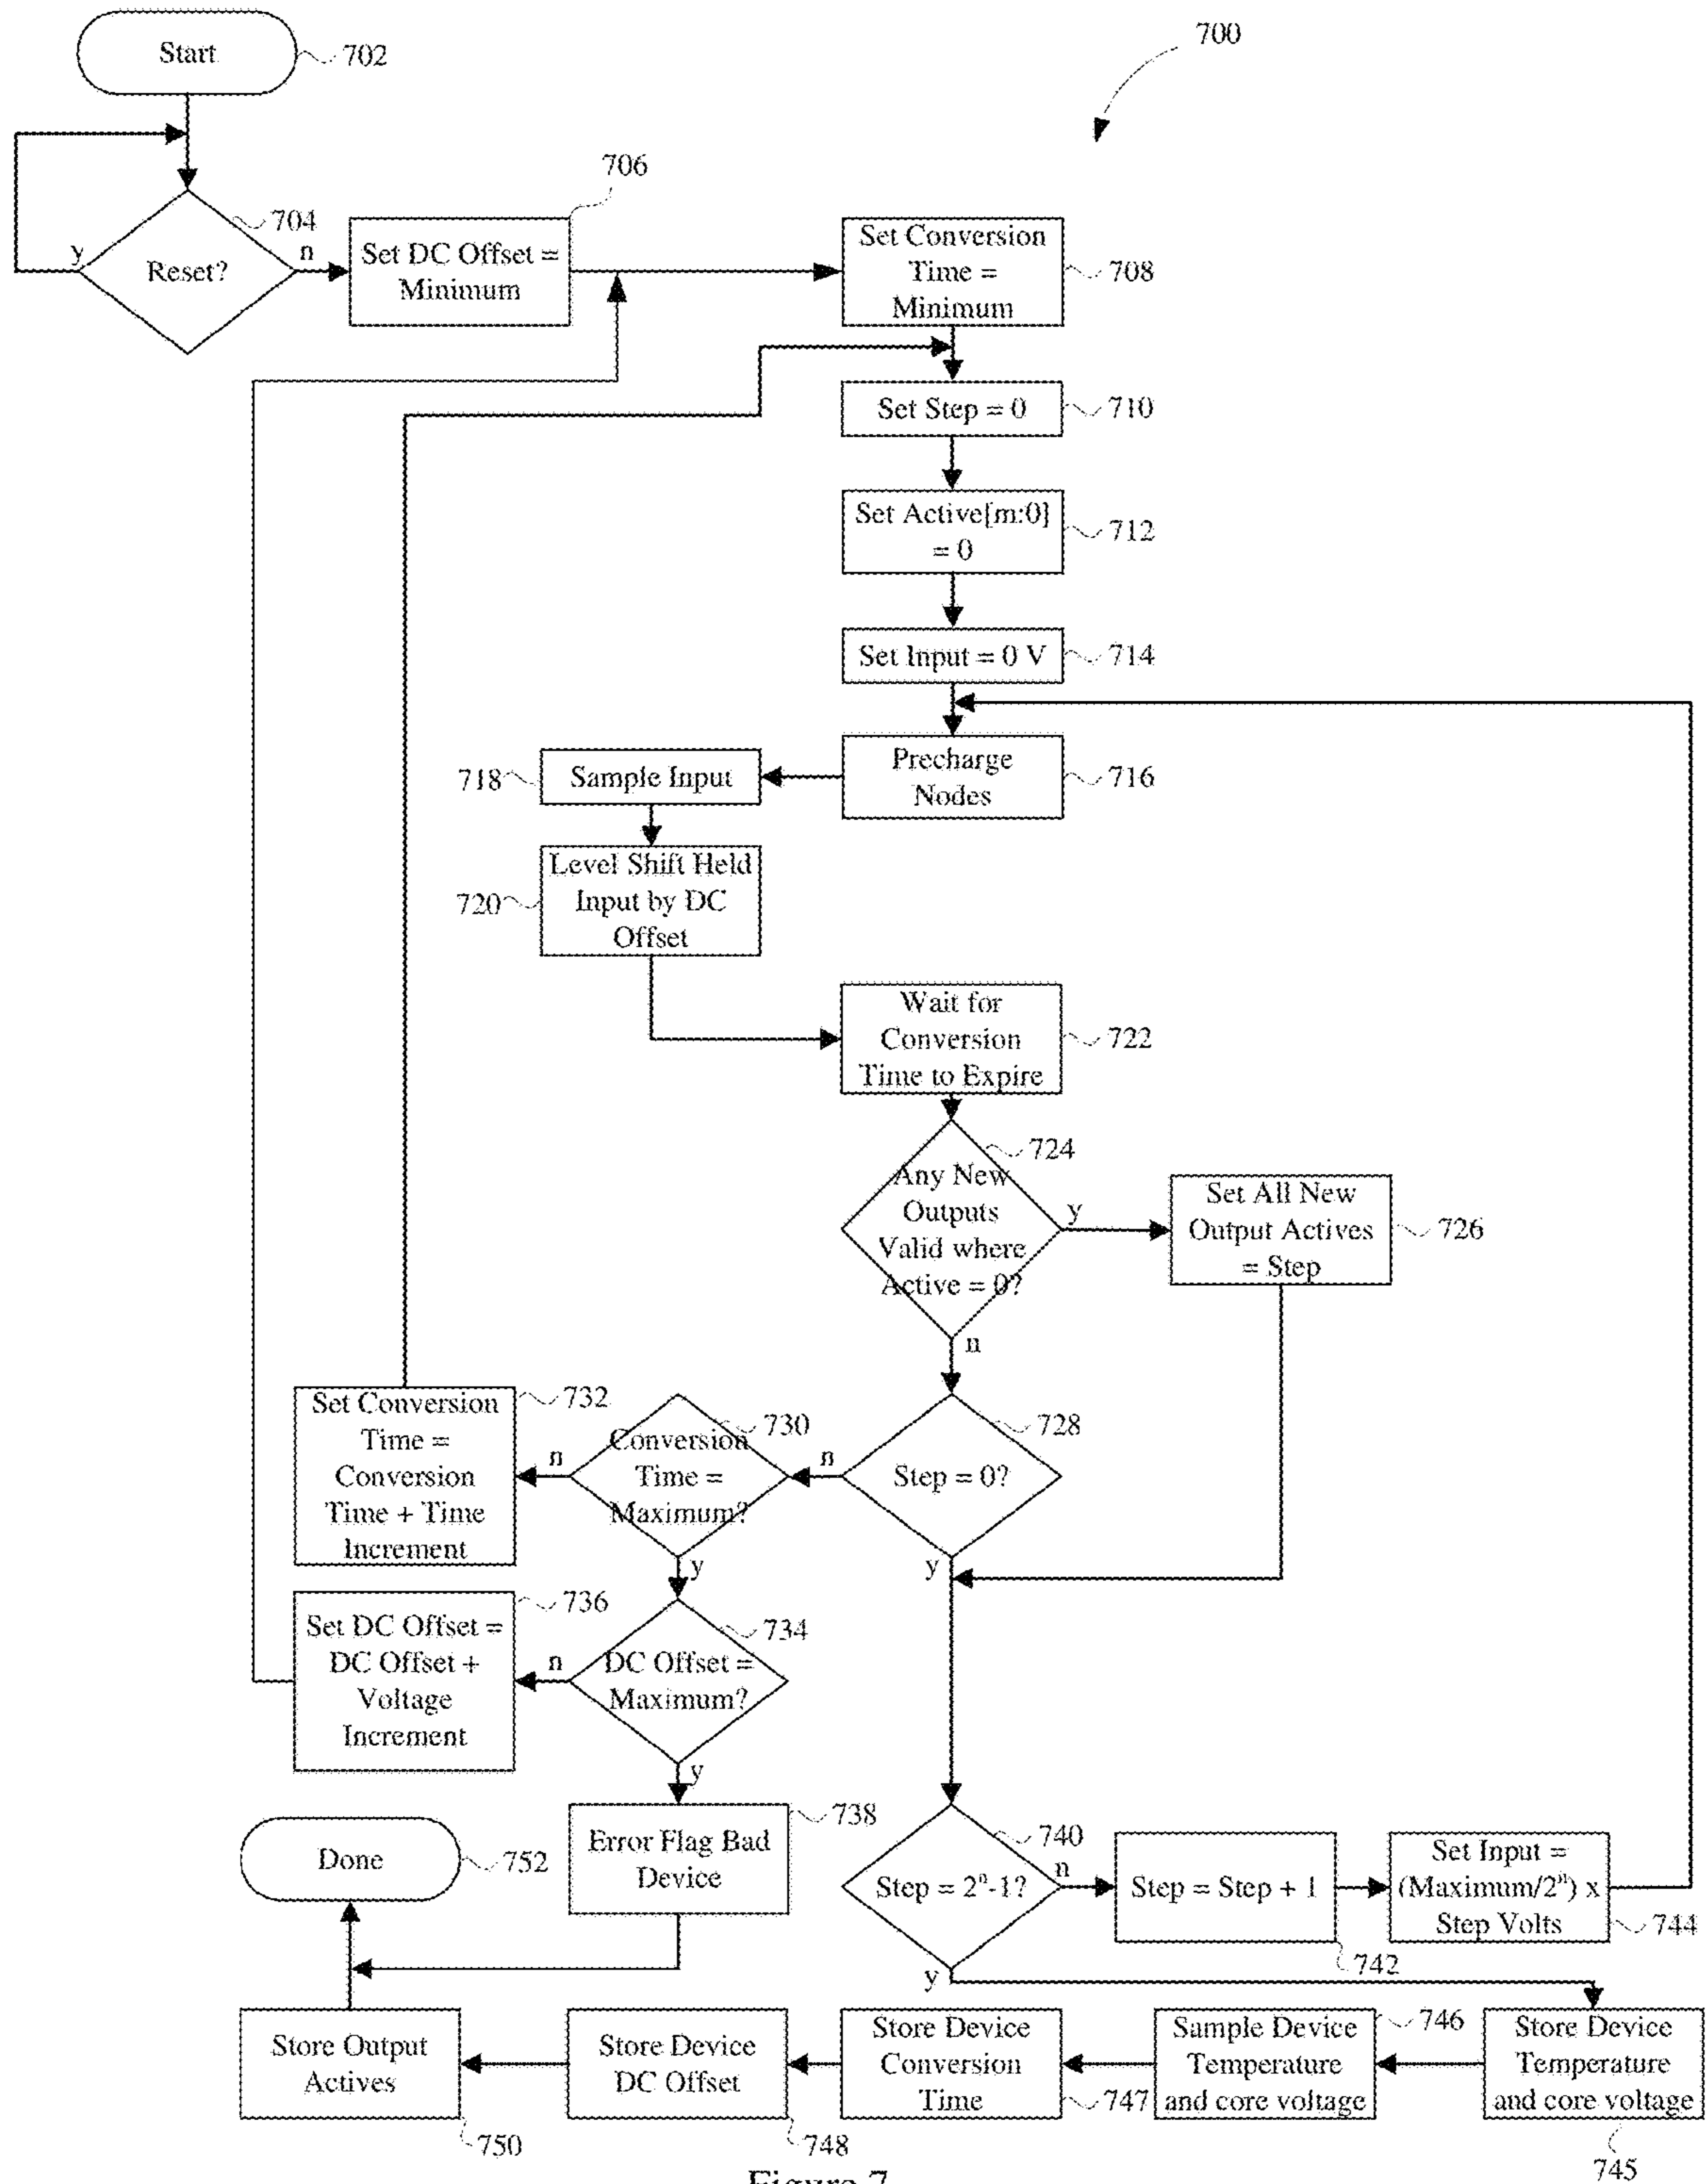 Start
702
700
706
704
y
n
Reset?
Set DC Offset =
Minimum
Set Conversion
Time =
Minimum
708
Set Step = 0
710
Set Active[m:0]
= 0
712
Set Input = 0 V
714
718
Sample Input
Precharge
Nodes
716
720
Level Shift Held
Input by DC
Offset
Wait for
Conversion
Time to Expire
722
724
Any New
Outputs
Valid where
Active = 0?
y
n
Set All New
Output Actives
= Step
726
Set Conversion
Time =
Conversion
Time + Time
Increment
732
n
730
Conversion
Time =
Maximum?
y
n
728
Step = 0?
y
736
Set DC Offset =
DC Offset +
Voltage
Increment
n
734
DC Offset =
Maximum?
y
Done
752
Error Flag Bad
Device
738
740
Step = 2ⁿ-1?
n
y
Step = Step + 1
742
Set Input =
(Maximum/2ⁿ) x
Step Volts
744
Store Output
Actives
750
Store Device
DC Offset
748
Store Device
Conversion
Time
747
Sample Device
Temperature
and core voltage
746
Store Device
Temperature
and core voltage
745
Figure 7